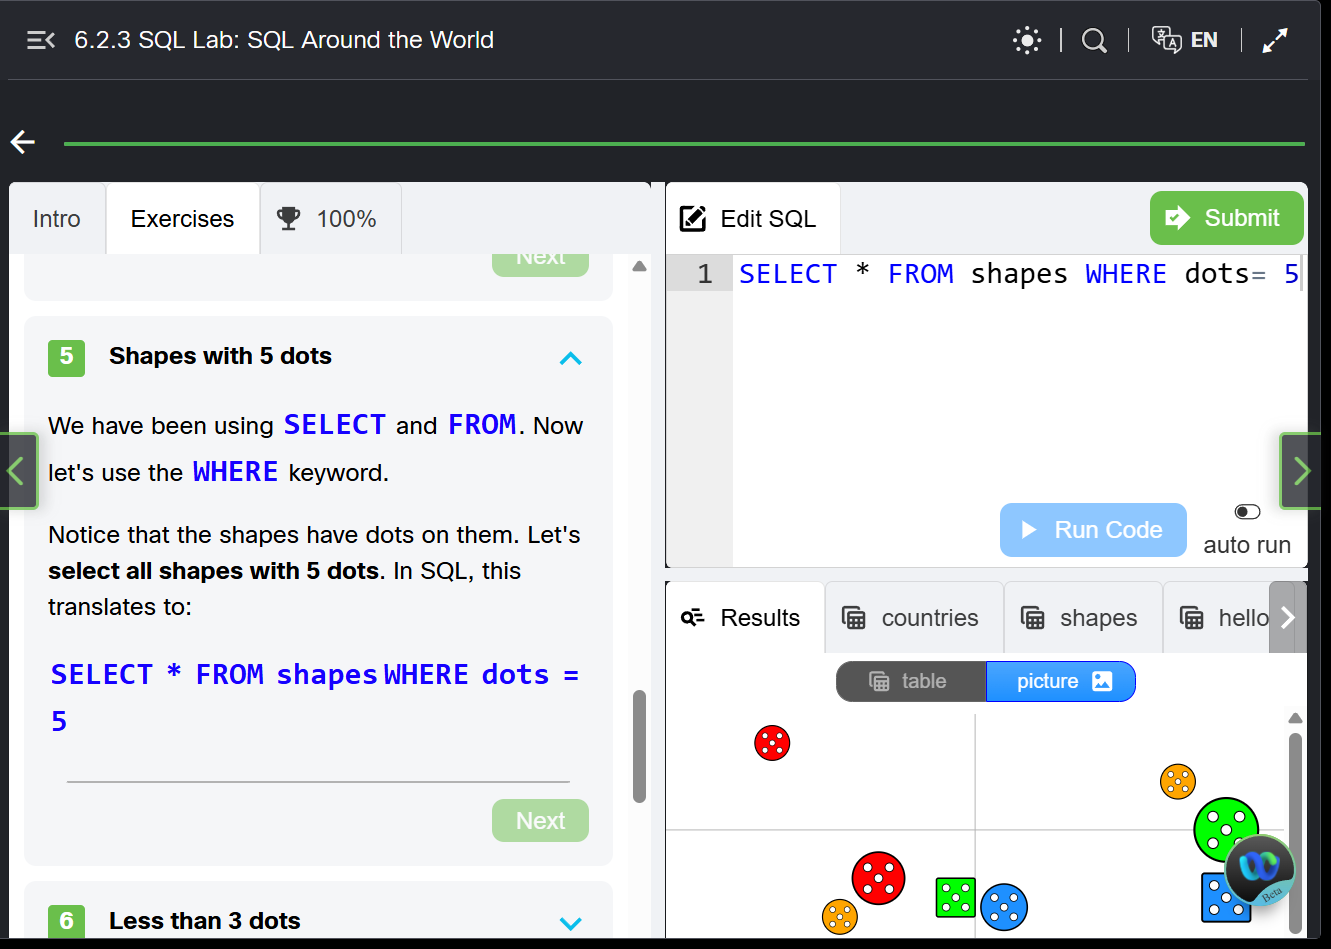 6.2.3 SQL Lab: SQL Around the World
EN
Intro
Exercises
100%
Next
5
Shapes with 5 dots
We have been using SELECT and FROM. Now
let's use the WHERE keyword.
Notice that the shapes have dots on them. Let's
select all shapes with 5 dots. In SQL, this
translates to:
SELECT * FROM shapes WHERE dots =
5
Next
6
Less than 3 dots
Edit SQL
Submit
1
SELECT * FROM shapes WHERE dots= 5
Run Code
auto run
Results
countries
shapes
hello
table
picture
Beta